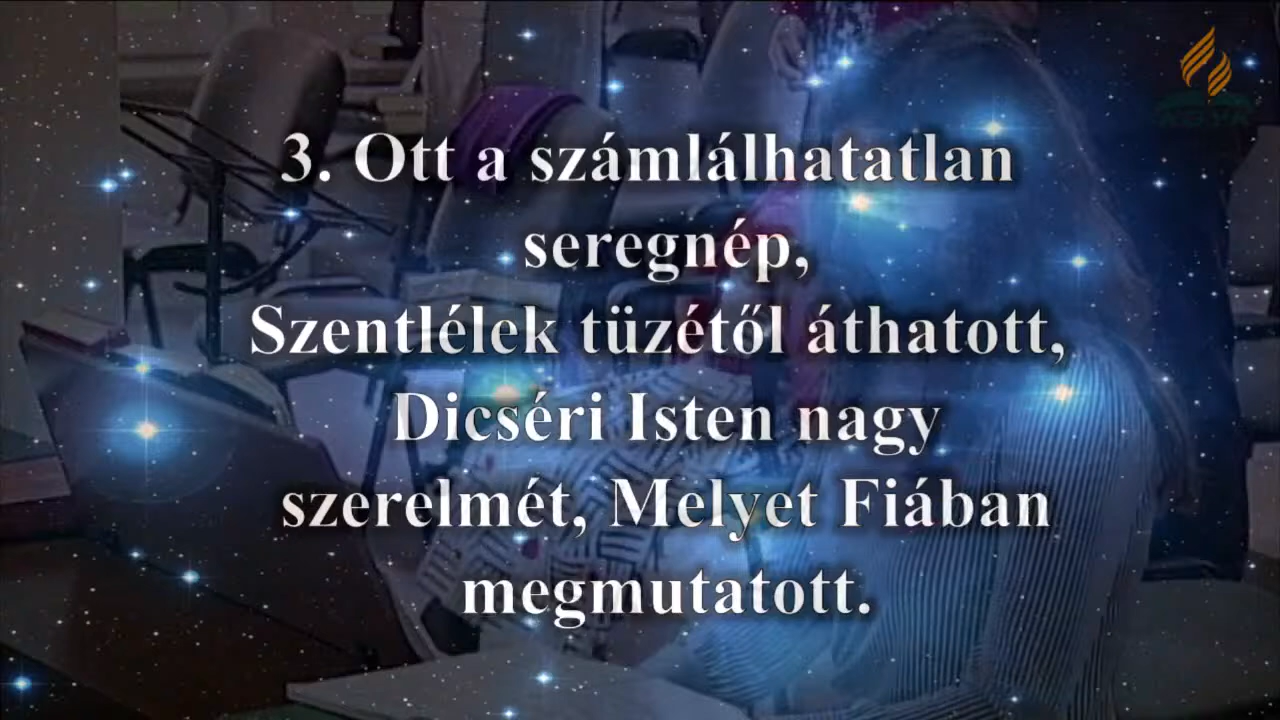 3. Ott a számlálhatatlan
seregnép,
Szentlélek tüzétől áthatott,
Dicséri Isten nagy
szerelmét, Melyet Fiában
megmutatott.